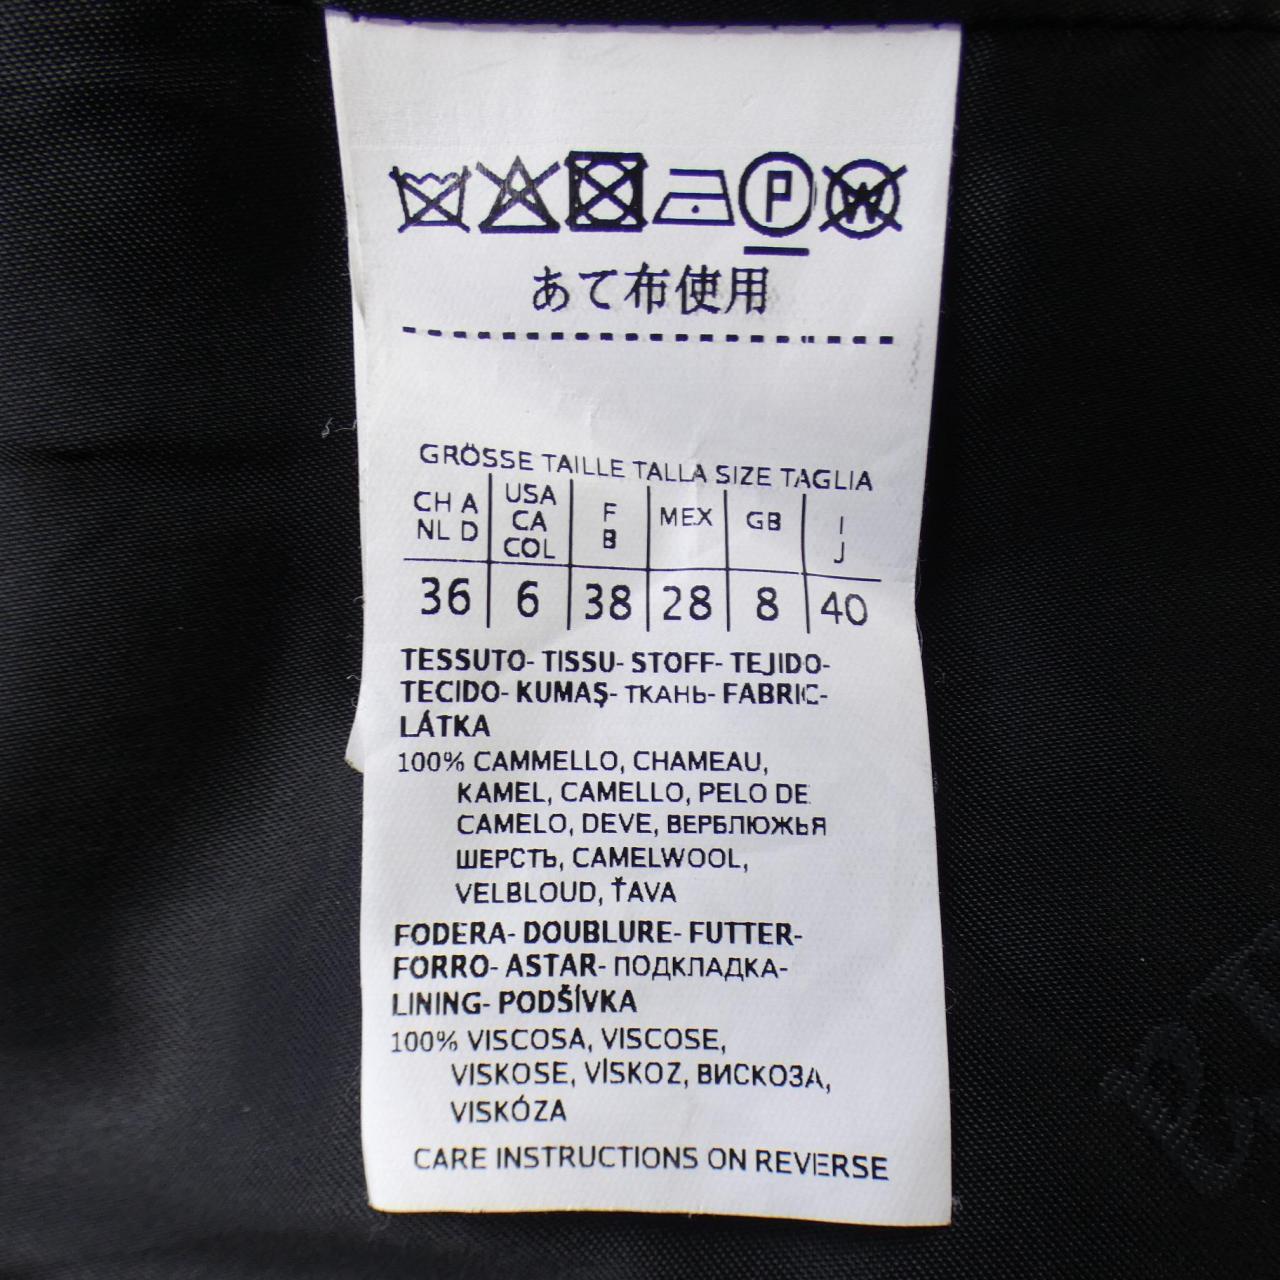 P W
あて布使用
GRÖSSE TAILLE TALLA SIZE TAGLIA
CH A NL D
USA CA COL
F B
MEX
GB
I J
36 6 38 28 8 40
TESSUTO- TISSU- STOFF- TEJIDO-
TECIDO- KUMAŞ- ТКАНЬ- FABRIC-
LÁTKA
100% CAMMELLO, CHAMEAU,
KAMEL, CAMELLO, PELO DE
CAMELO, DEVE, ВЕРБЛЮЖЬЯ
ШЕРСТЬ, CAMELWOOL,
VELBLOUD, ŤAVA
FODERA- DOUBLURE- FUTTER-
FORRO- ASTAR- ПОДКЛАДКА-
LINING- PODŠÍVKA
100% VISCOSA, VISCOSE,
VISKOSE, VİSKOZ, ВИСКОЗА,
VISKÓZA
CARE INSTRUCTIONS ON REVERSE